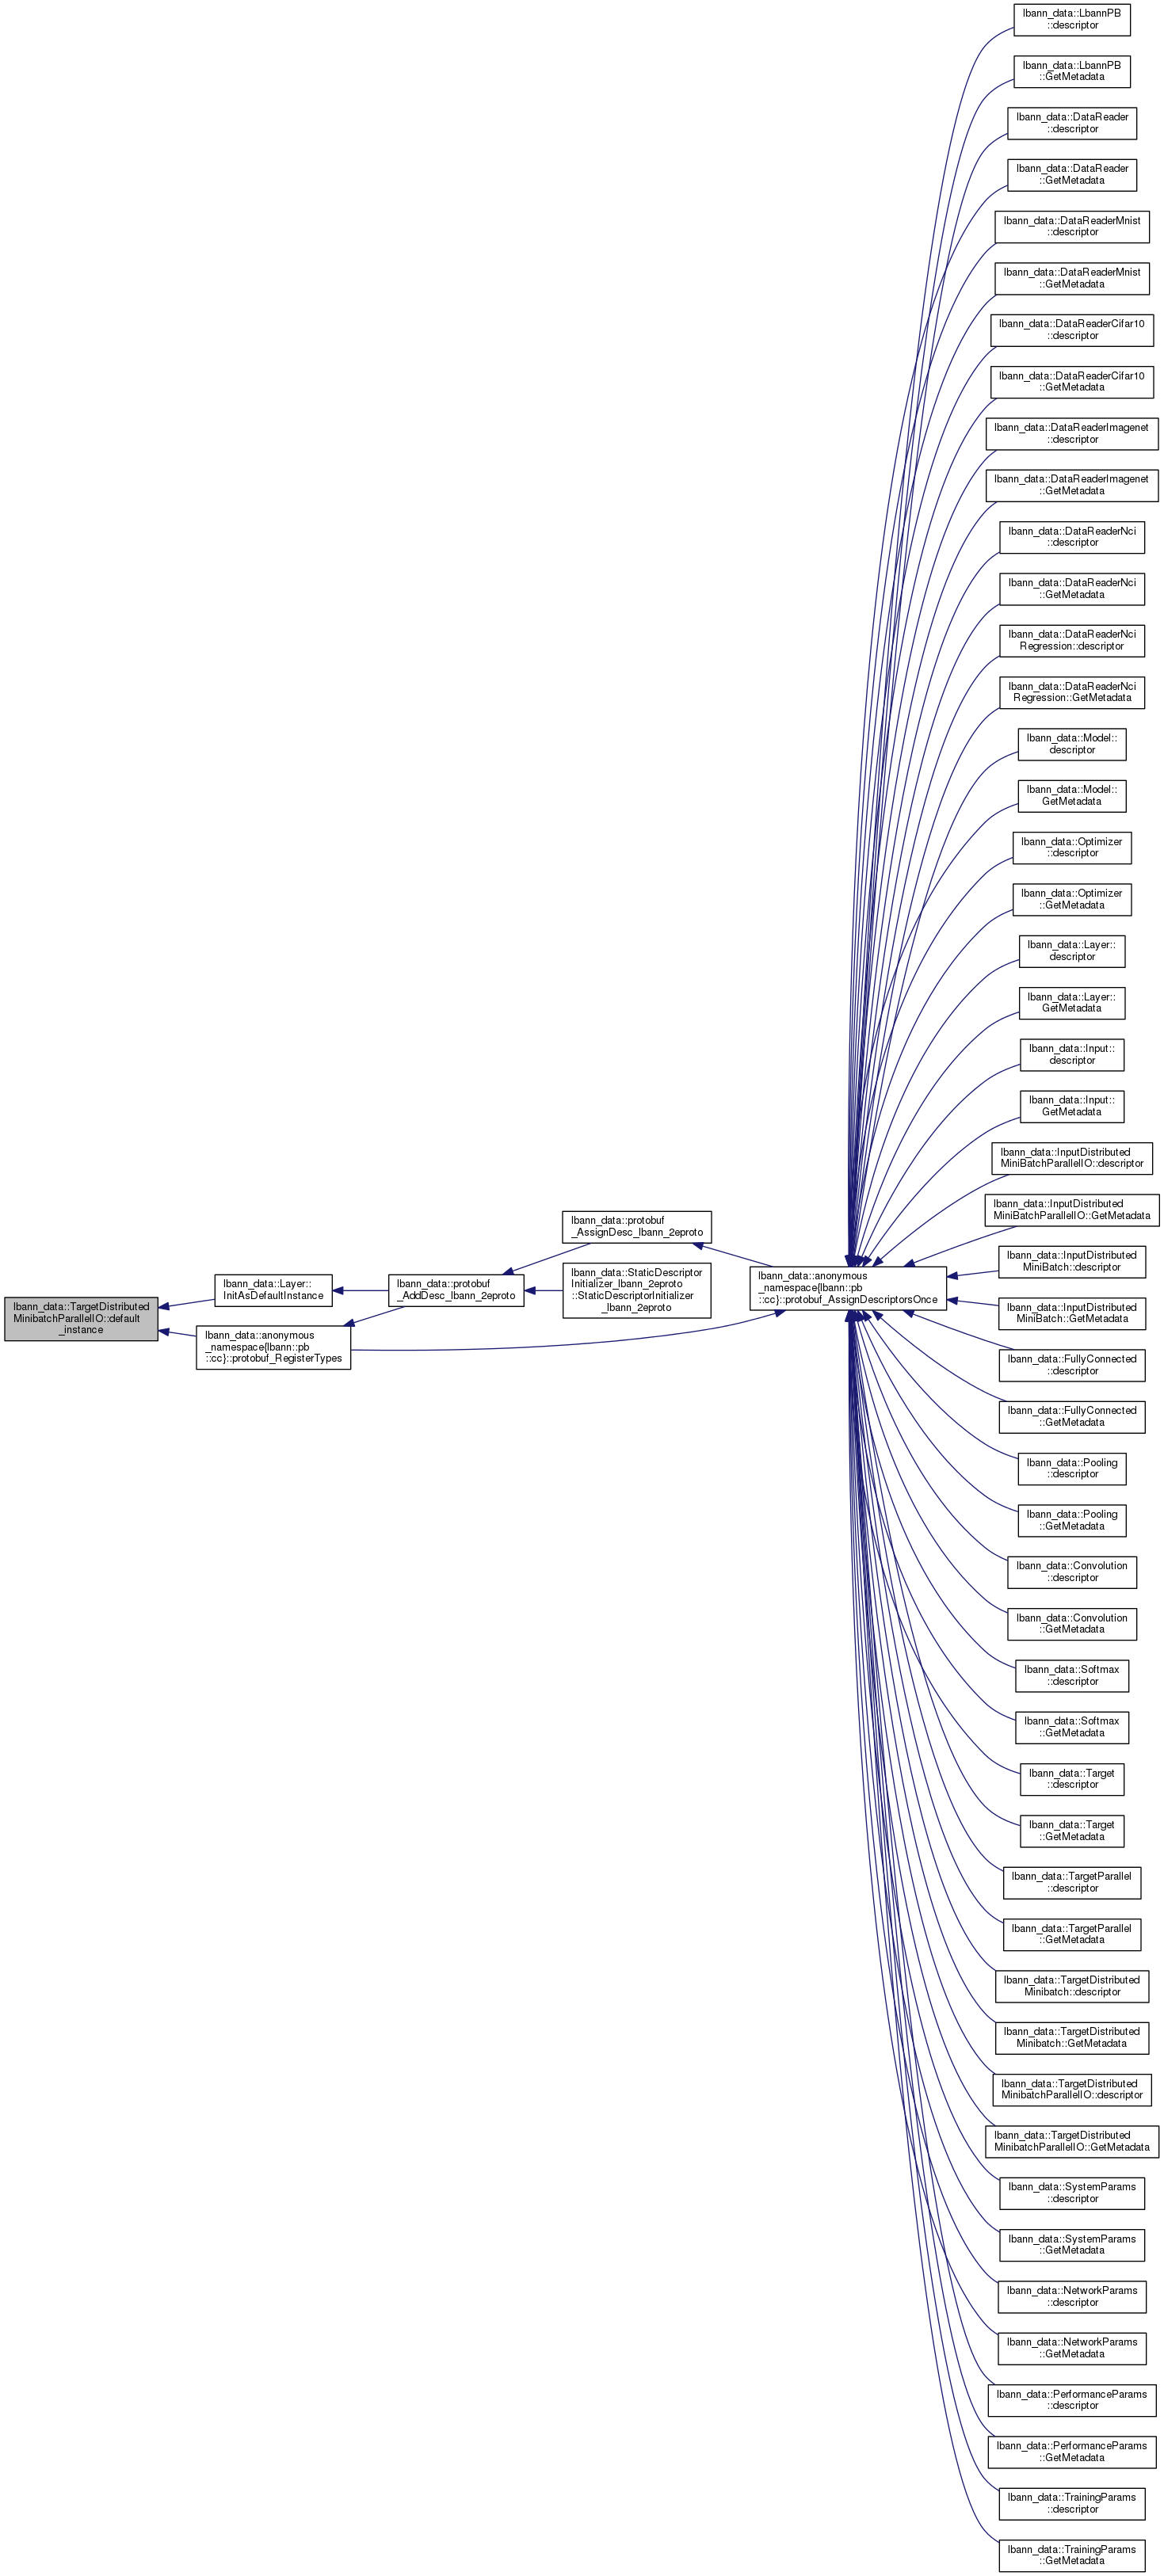 lbann_data::TargetDistributed
MinibatchParallelIO::default
_instance
lbann_data::Layer::
InitAsDefaultInstance
lbann_data::anonymous
_namespace{lbann::pb
::cc}::protobuf_RegisterTypes
lbann_data::protobuf
_AddDesc_lbann_2eproto
lbann_data::protobuf
_AssignDesc_lbann_2eproto
lbann_data::StaticDescriptor
Initializer_lbann_2eproto
::StaticDescriptorInitializer
_lbann_2eproto
lbann_data::anonymous
_namespace{lbann::pb
::cc}::protobuf_AssignDescriptorsOnce
lbann_data::LbannPB
::descriptor
lbann_data::LbannPB
::GetMetadata
lbann_data::DataReader
::descriptor
lbann_data::DataReader
::GetMetadata
lbann_data::DataReaderMnist
::descriptor
lbann_data::DataReaderMnist
::GetMetadata
lbann_data::DataReaderCifar10
::descriptor
lbann_data::DataReaderCifar10
::GetMetadata
lbann_data::DataReaderImagenet
::descriptor
lbann_data::DataReaderImagenet
::GetMetadata
lbann_data::DataReaderNci
::descriptor
lbann_data::DataReaderNci
::GetMetadata
lbann_data::DataReaderNci
Regression::descriptor
lbann_data::DataReaderNci
Regression::GetMetadata
lbann_data::Model::
descriptor
lbann_data::Model::
GetMetadata
lbann_data::Optimizer
::descriptor
lbann_data::Optimizer
::GetMetadata
lbann_data::Layer::
descriptor
lbann_data::Layer::
GetMetadata
lbann_data::Input::
descriptor
lbann_data::Input::
GetMetadata
lbann_data::InputDistributed
MiniBatchParallelIO::descriptor
lbann_data::InputDistributed
MiniBatchParallelIO::GetMetadata
lbann_data::InputDistributed
MiniBatch::descriptor
lbann_data::InputDistributed
MiniBatch::GetMetadata
lbann_data::FullyConnected
::descriptor
lbann_data::FullyConnected
::GetMetadata
lbann_data::Pooling
::descriptor
lbann_data::Pooling
::GetMetadata
lbann_data::Convolution
::descriptor
lbann_data::Convolution
::GetMetadata
lbann_data::Softmax
::descriptor
lbann_data::Softmax
::GetMetadata
lbann_data::Target
::descriptor
lbann_data::Target
::GetMetadata
lbann_data::TargetParallel
::descriptor
lbann_data::TargetParallel
::GetMetadata
lbann_data::TargetDistributed
Minibatch::descriptor
lbann_data::TargetDistributed
Minibatch::GetMetadata
lbann_data::TargetDistributed
MinibatchParallelIO::descriptor
lbann_data::TargetDistributed
MinibatchParallelIO::GetMetadata
lbann_data::SystemParams
::descriptor
lbann_data::SystemParams
::GetMetadata
lbann_data::NetworkParams
::descriptor
lbann_data::NetworkParams
::GetMetadata
lbann_data::PerformanceParams
::descriptor
lbann_data::PerformanceParams
::GetMetadata
lbann_data::TrainingParams
::descriptor
lbann_data::TrainingParams
::GetMetadata